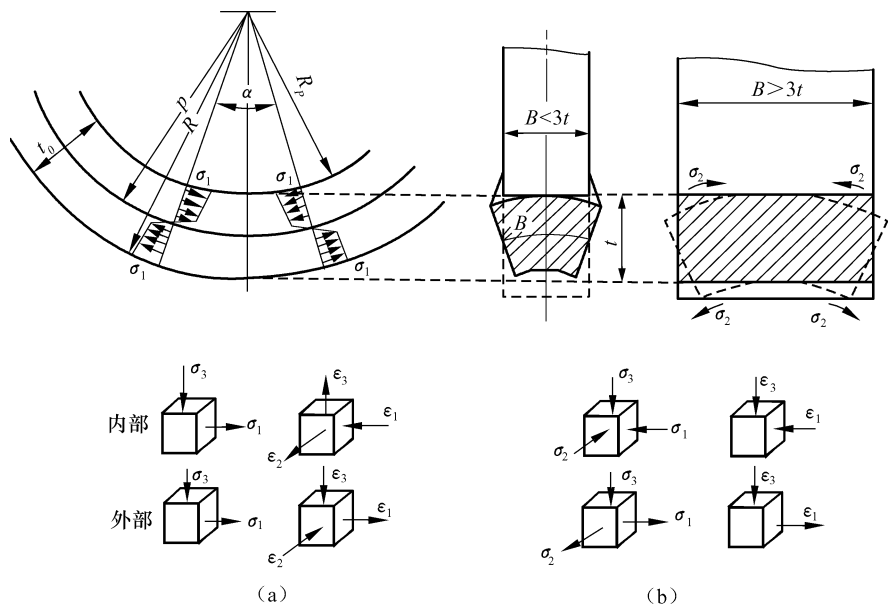 α
R_P
ρ
R
t₀
σ₁ σ₁
σ₁ σ₁
B<3t
B
t
B>3t
σ₂ σ₂
σ₂ σ₂
内部
σ₃
σ₁
ε₃
ε₁
ε₂
σ₃
σ₁
σ₂
ε₃
ε₁
外部
σ₃
σ₁
ε₃
ε₁
ε₂
σ₃
σ₁
σ₂
ε₃
ε₁
(a) (b)